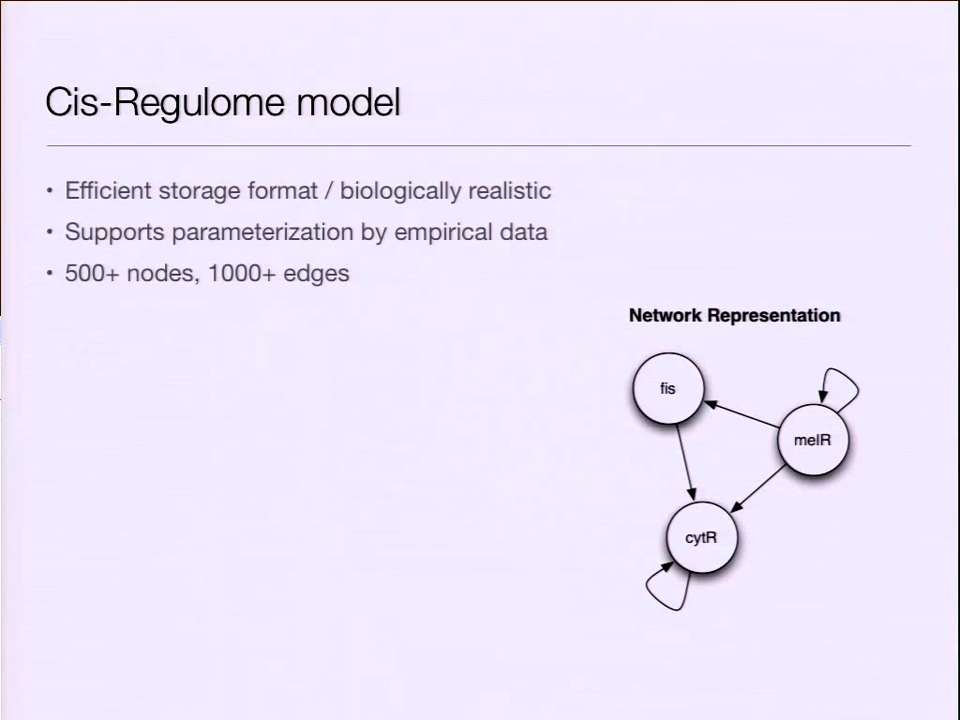 Cis-Regulome model
• Efficient storage format / biologically realistic
• Supports parameterization by empirical data
• 500+ nodes, 1000+ edges
Network Representation
fis
melR
cytR